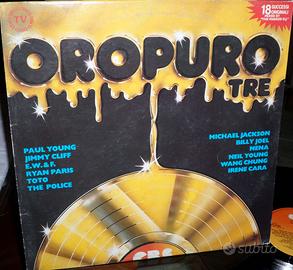 TV
18 SUCCESSI
ORIGINALI
OROPURO
TRE
PAUL YOUNG
JIMMY CLIFF
E.W. & F.
RYAN PARIS
TOTO
THE POLICE
MICHAEL JACKSON
BILLY JOEL
NENA
NEIL YOUNG
WANG CHUNG
IRENE CARA
CBS
subito